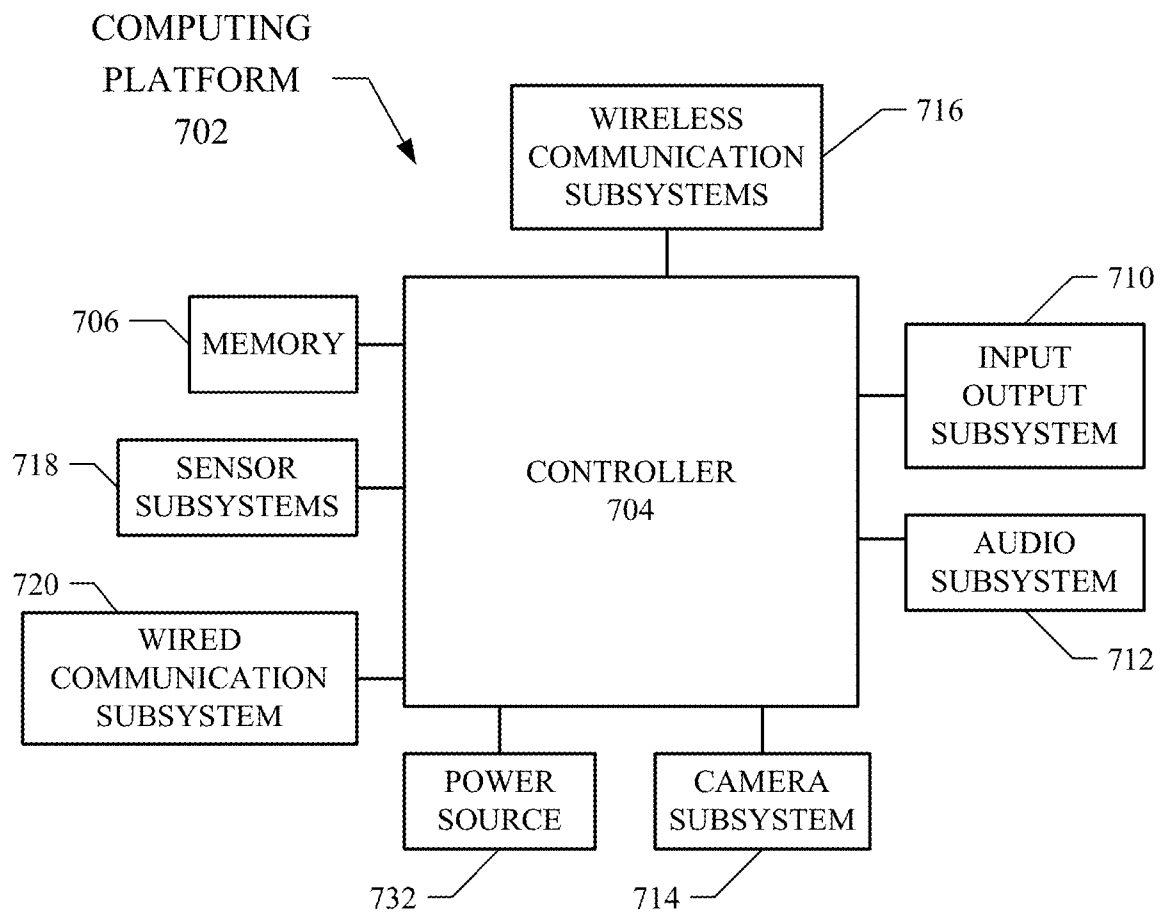 COMPUTING
PLATFORM
702
WIRELESS
COMMUNICATION
SUBSYSTEMS
716
706
MEMORY
710
INPUT
OUTPUT
SUBSYSTEM
718
SENSOR
SUBSYSTEMS
CONTROLLER
704
AUDIO
SUBSYSTEM
712
720
WIRED
COMMUNICATION
SUBSYSTEM
POWER
SOURCE
732
CAMERA
SUBSYSTEM
714